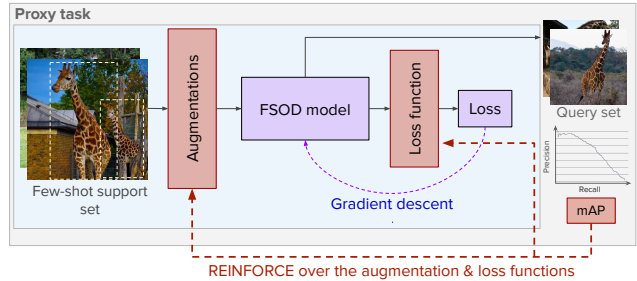 Proxy task
Augmentations
FSOD model
Loss function
Loss
Query set
Few-shot support
set
Gradient descent
Precision
Recall
mAP
REINFORCE over the augmentation & loss functions